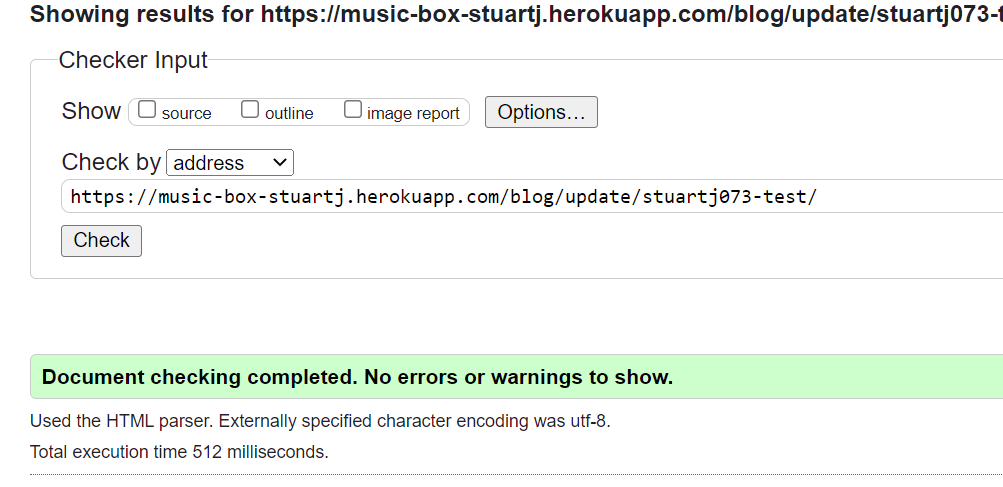 Showing results for https://music-box-stuartj.herokuapp.com/blog/update/stuartj073-t
Checker Input
Show source outline image report Options...
Check by address
https://music-box-stuartj.herokuapp.com/blog/update/stuartj073-test/
Check
Document checking completed. No errors or warnings to show.
Used the HTML parser. Externally specified character encoding was utf-8.
Total execution time 512 milliseconds.